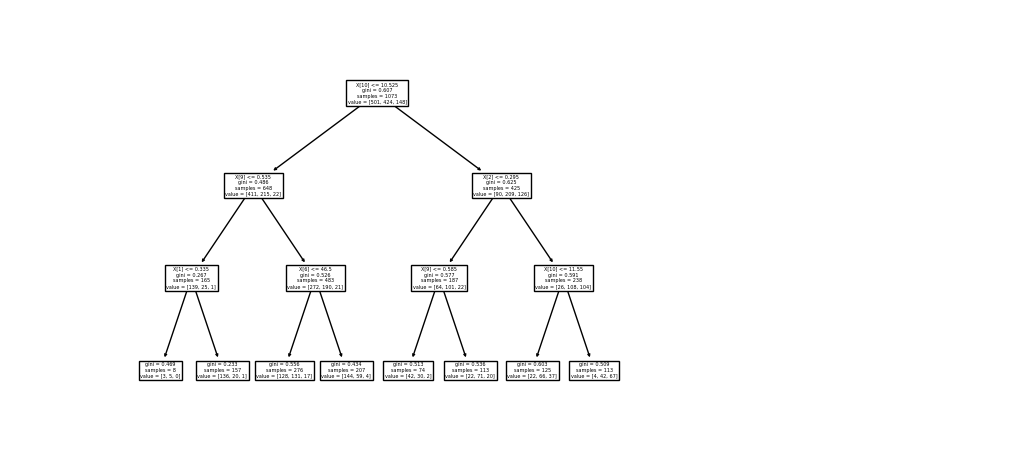 X[10] <= 10.525
gini = 0.607
samples = 1073
value = [501, 424, 148]
X[9] <= 0.535
gini = 0.486
samples = 648
value = [411, 215, 22]
X[2] <= 0.295
gini = 0.625
samples = 425
value = [90, 209, 126]
X[1] <= 0.335
gini = 0.267
samples = 165
value = [139, 25, 1]
X[6] <= 46.5
gini = 0.526
samples = 483
value = [272, 190, 21]
X[9] <= 0.585
gini = 0.577
samples = 187
value = [64, 101, 22]
X[10] <= 11.55
gini = 0.591
samples = 238
value = [26, 108, 104]
gini = 0.469
samples = 8
value = [3, 5, 0]
gini = 0.233
samples = 157
value = [136, 20, 1]
gini = 0.556
samples = 276
value = [128, 131, 17]
gini = 0.434
samples = 207
value = [144, 59, 4]
gini = 0.513
samples = 74
value = [42, 30, 2]
gini = 0.536
samples = 113
value = [22, 71, 20]
gini = 0.603
samples = 125
value = [22, 66, 37]
gini = 0.509
samples = 113
value = [4, 42, 67]